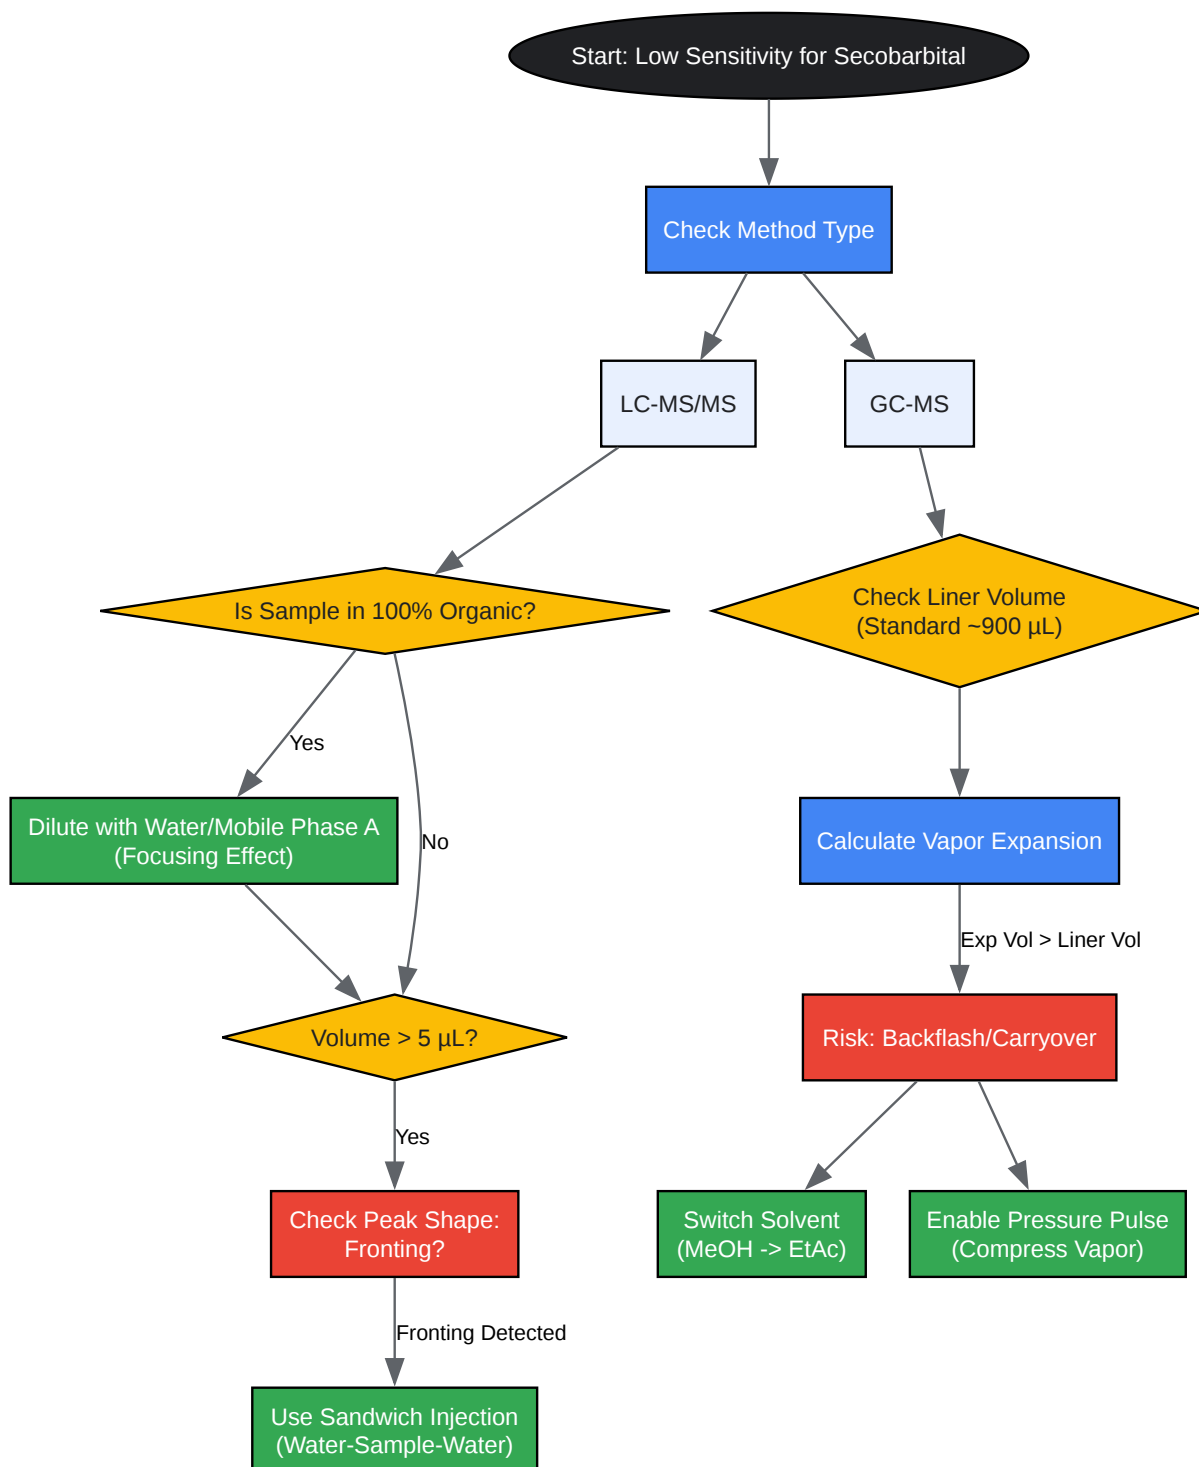 Start: Low Sensitivity for Secobarbital
Check Method Type
LC-MS/MS
GC-MS
Is Sample in 100% Organic?
Check Liner Volume
(Standard ~900 µL)
Yes
No
Dilute with Water/Mobile Phase A
(Focusing Effect)
Calculate Vapor Expansion
Exp Vol > Liner Vol
Volume > 5 µL?
Risk: Backflash/Carryover
Yes
Check Peak Shape:
Fronting?
Switch Solvent
(MeOH -> EtAc)
Enable Pressure Pulse
(Compress Vapor)
Fronting Detected
Use Sandwich Injection
(Water-Sample-Water)